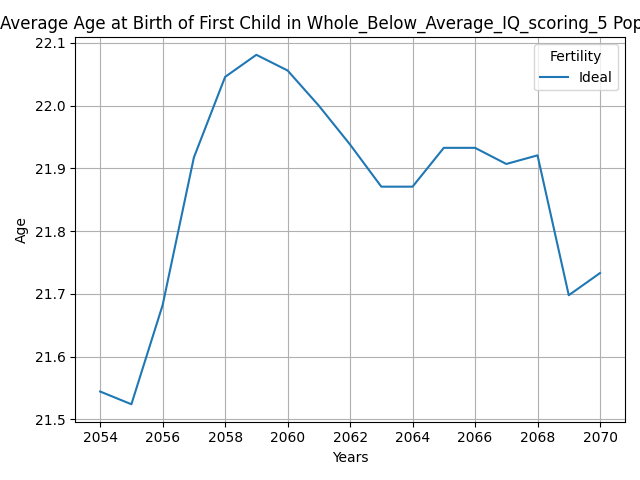 Average Age at Birth of First Child in Whole_Below_Average_IQ_scoring_5 Pop
22.1
22.0
21.9
21.8
21.7
21.6
21.5
Age
Fertility
Ideal
2054 2056 2058 2060 2062 2064 2066 2068 2070
Years